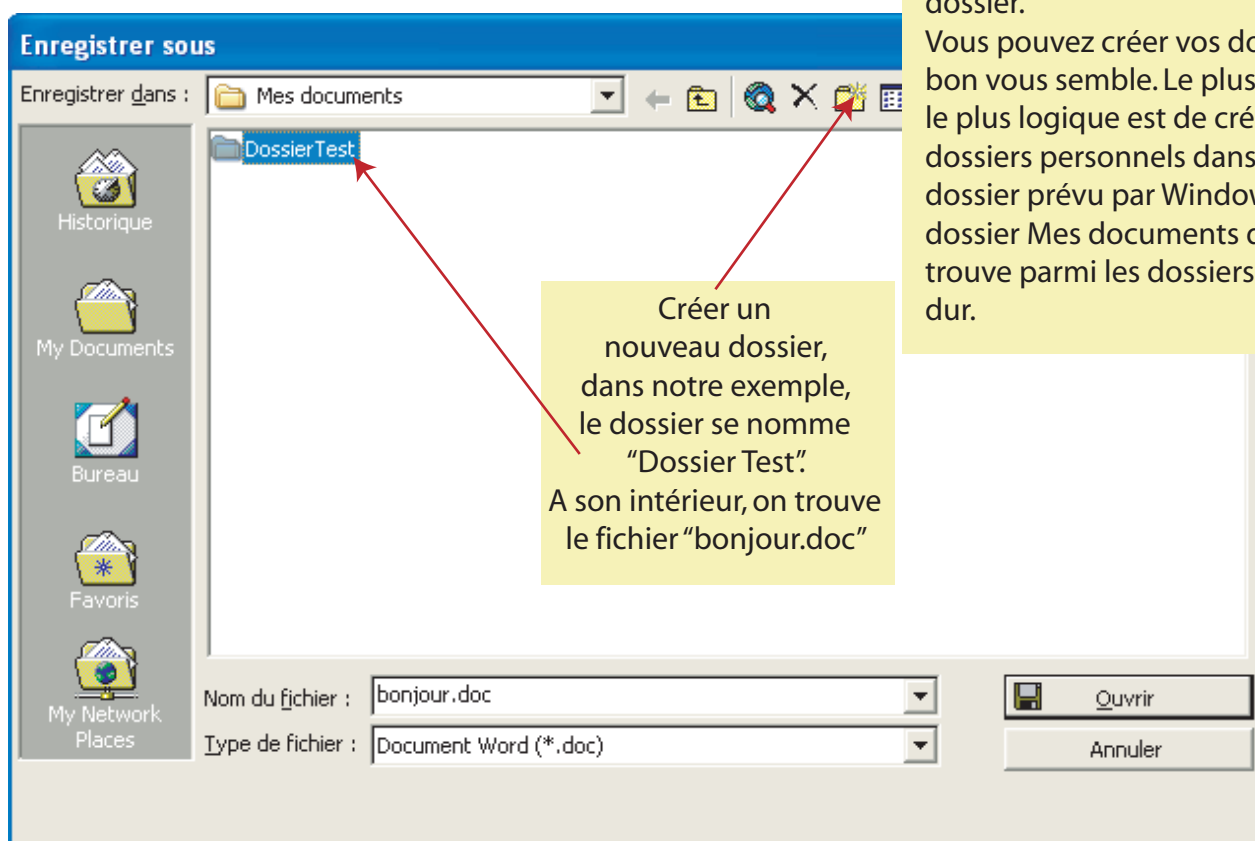 Enregistrer sous
Enregistrer dans :
Mes documents
DossierTest
Historique
My Documents
Bureau
Favoris
My Network
Places
Créer un
nouveau dossier,
dans notre exemple,
le dossier se nomme
“Dossier Test”.
A son intérieur, on trouve
le fichier “bonjour.doc”
dossier.
Vous pouvez créer vos
bon vous semble. Le plus
le plus logique est de
dossiers personnels dans
dossier prévu par
dossier Mes documents
trouve parmi les dossiers
dur.
Nom du fichier :
bonjour.doc
Type de fichier :
Document Word (*.doc)
Ouvrir
Annuler